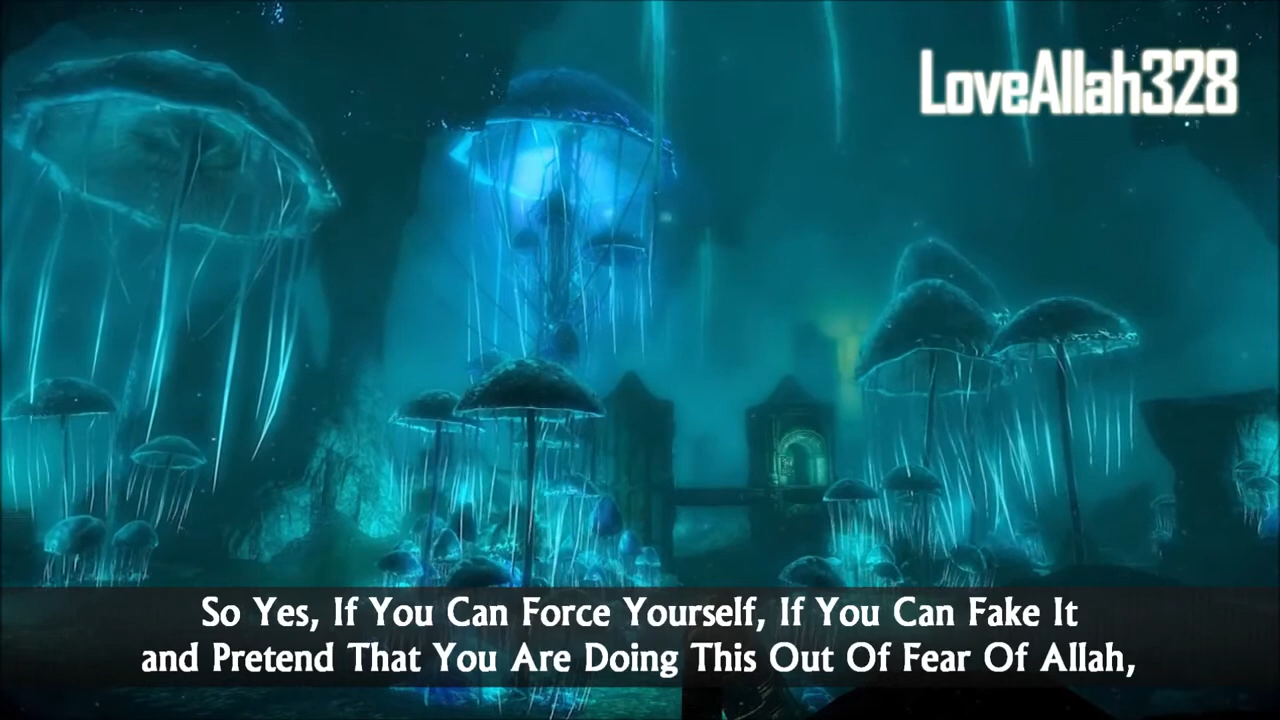 LoveAllah328
So Yes, If You Can Force Yourself, If You Can Fake It
and Pretend That You Are Doing This Out Of Fear Of Allah,